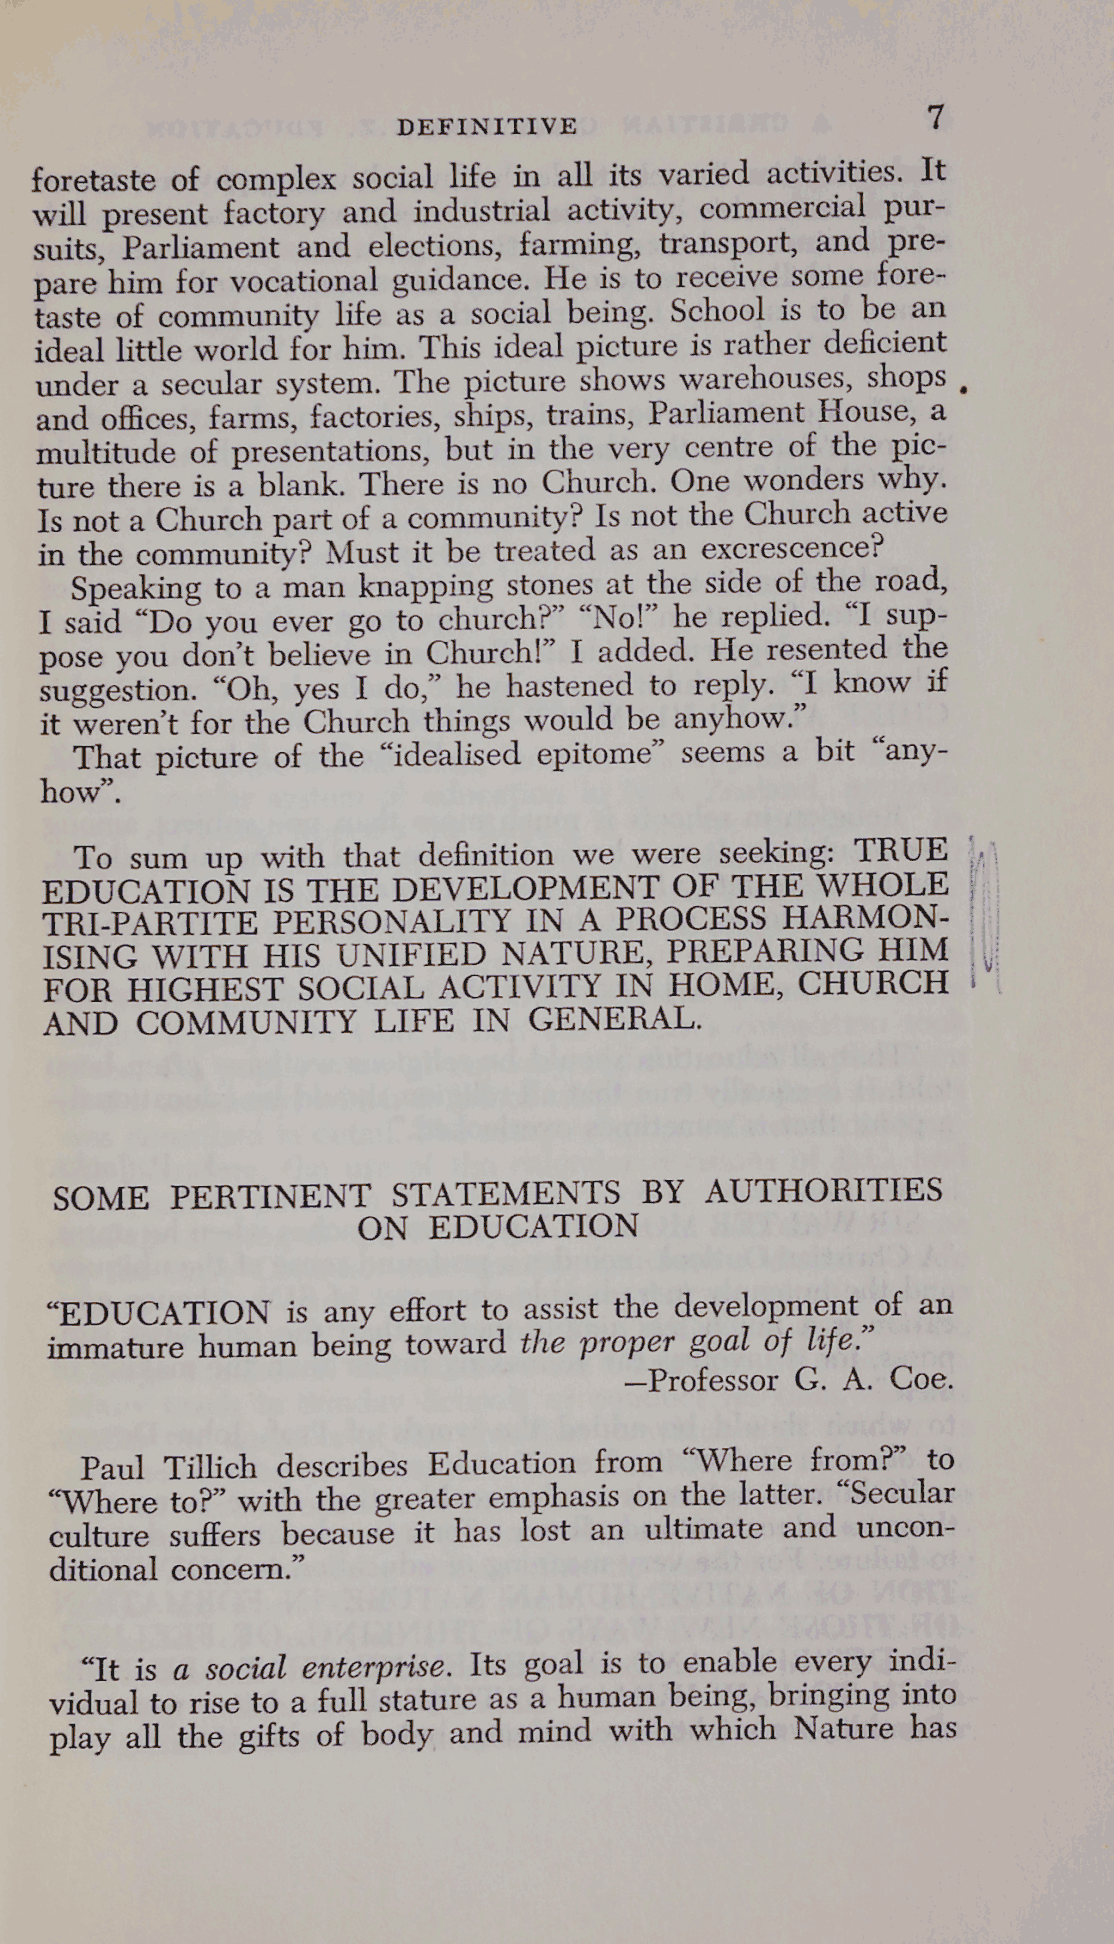 DEFINITIVE 7
foretaste of complex social life in all its varied activities. It
will present factory and industrial activity, commercial pur-
suits, Parliament and elections, farming, transport, and pre-
pare him for vocational guidance. He is to receive some fore-
taste of community life as a social being. School is to be an
ideal little world for him. This ideal picture is rather deficient
under a secular system. The picture shows warehouses, shops
and offices, farms, factories, ships, trains, Parliament House, a
multitude of presentations, but in the very centre of the pic-
ture there is a blank. There is no Church. One wonders why.
Is not a Church part of a community? Is not the Church active
in the community? Must it be treated as an excrescence?
Speaking to a man knapping stones at the side of the road,
I said “Do you ever go to church?” “No!” he replied. “I sup-
pose you don’t believe in Church!” I added. He resented the
suggestion. “Oh, yes I do,” he hastened to reply. “I know if
it weren’t for the Church things would be anyhow.”
That picture of the “idealised epitome” seems a bit “any-
how”.
To sum up with that definition we were seeking: TRUE
EDUCATION IS THE DEVELOPMENT OF THE WHOLE
TRI-PARTITE PERSONALITY IN A PROCESS HARMON-
ISING WITH HIS UNIFIED NATURE, PREPARING HIM
FOR HIGHEST SOCIAL ACTIVITY IN HOME, CHURCH
AND COMMUNITY LIFE IN GENERAL.
SOME PERTINENT STATEMENTS BY AUTHORITIES
ON EDUCATION
“EDUCATION is any effort to assist the development of an
immature human being toward the proper goal of life.”
—Professor G. A. Coe.
Paul Tillich describes Education from “Where from?” to
“Where to?” with the greater emphasis on the latter. “Secular
culture suffers because it has lost an ultimate and uncon-
ditional concern.”
“It is a social enterprise. Its goal is to enable every indi-
vidual to rise to a full stature as a human being, bringing into
play all the gifts of body and mind with which Nature has